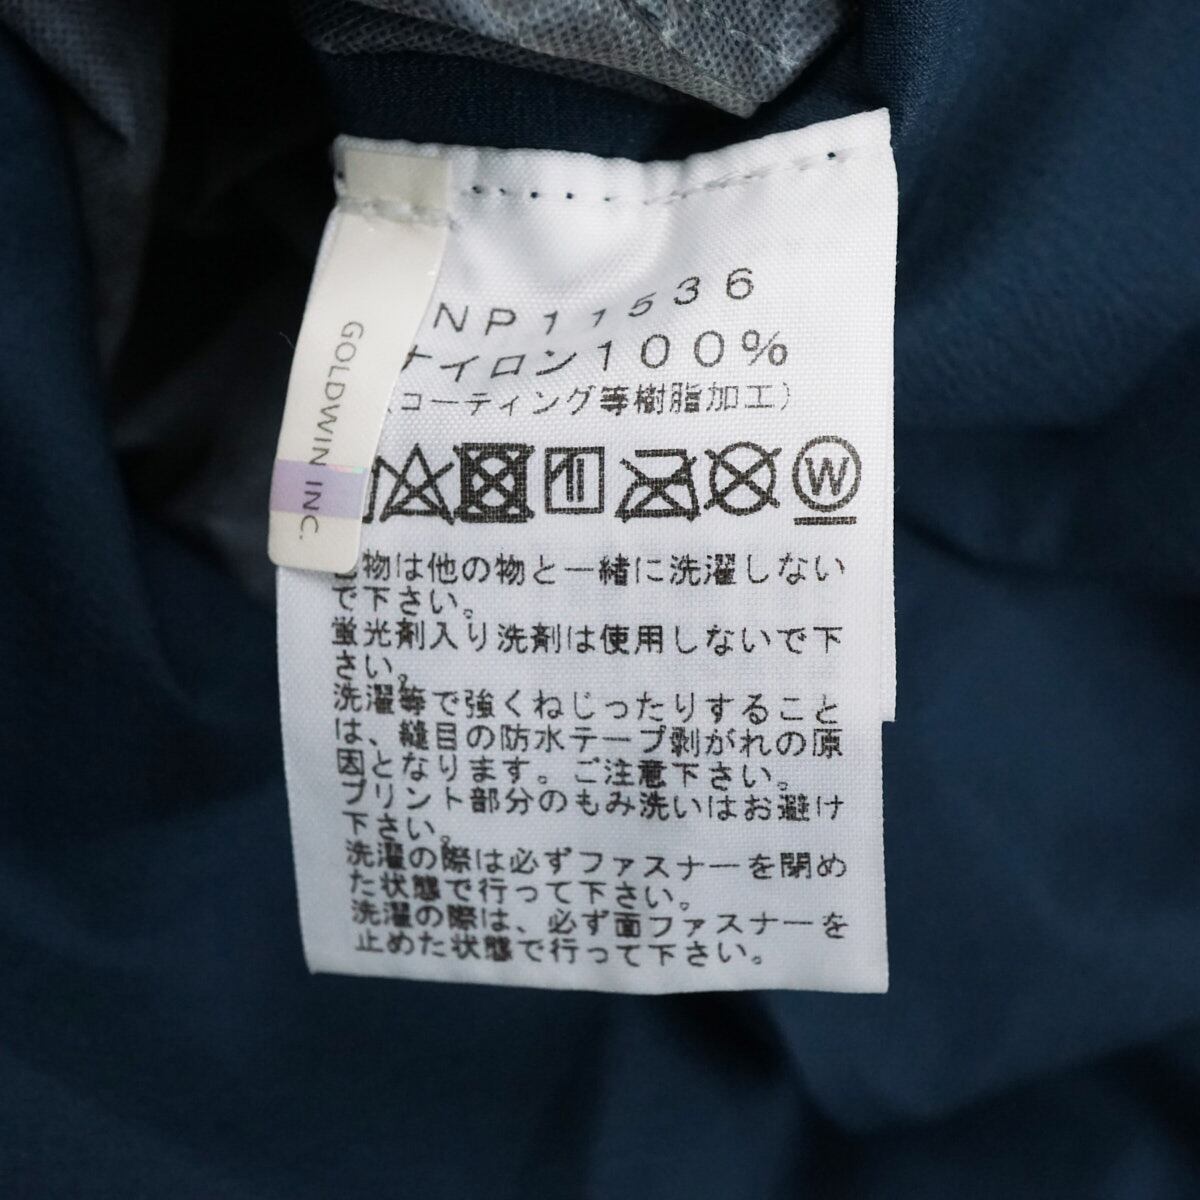 NP11536
ナイロン100%
(コーティング等樹脂加工)
GOLDWIN INC.
W
物は他の物と一緒に洗濯しない
で下さい。
蛍光剤入り洗剤は使用しないで下
さい。
洗濯等で強くねじったりすること
は、縫目の防水テープ剥がれの原
因となります。ご注意下さい。
プリント部分のもみ洗いはお避け
下さい。
洗濯の際は必ずファスナーを閉め
た状態で行って下さい。
洗濯の際は、必ず面ファスナーを
止めた状態で行って下さい。